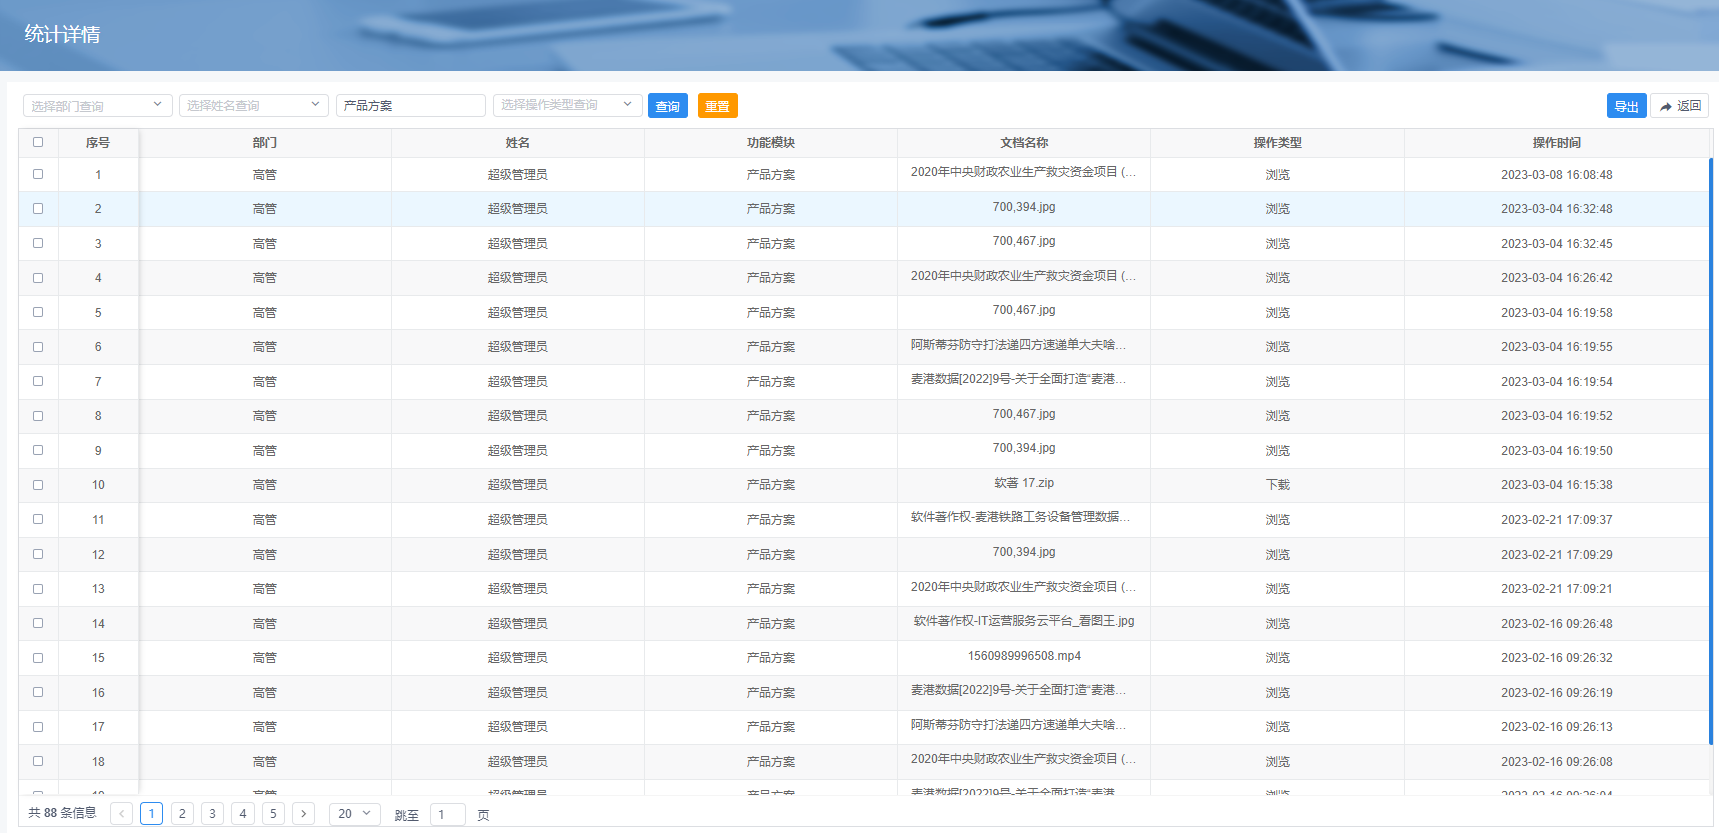 统计详情
选择部门查询 选择姓名查询 产品方案 选择操作类型查询 查询 重置 导出 返回
序号 部门 姓名 功能模块 文档名称 操作类型 操作时间
1 高管 超级管理员 产品方案 2020年中央财政农业生产救灾资金项目 (... 浏览 2023-03-08 16:08:48
2 高管 超级管理员 产品方案 700,394.jpg 浏览 2023-03-04 16:32:48
3 高管 超级管理员 产品方案 700,467.jpg 浏览 2023-03-04 16:32:45
4 高管 超级管理员 产品方案 2020年中央财政农业生产救灾资金项目 (... 浏览 2023-03-04 16:26:42
5 高管 超级管理员 产品方案 700,467.jpg 浏览 2023-03-04 16:19:58
6 高管 超级管理员 产品方案 阿斯蒂芬防守打法递四方速递单大夫啥... 浏览 2023-03-04 16:19:55
7 高管 超级管理员 产品方案 麦港数据[2022]9号-关于全面打造“麦港... 浏览 2023-03-04 16:19:54
8 高管 超级管理员 产品方案 700,467.jpg 浏览 2023-03-04 16:19:52
9 高管 超级管理员 产品方案 700,394.jpg 浏览 2023-03-04 16:19:50
10 高管 超级管理员 产品方案 软著 17.zip 下载 2023-03-04 16:15:38
11 高管 超级管理员 产品方案 软件著作权-麦港铁路工务设备管理数据... 浏览 2023-02-21 17:09:37
12 高管 超级管理员 产品方案 700,394.jpg 浏览 2023-02-21 17:09:29
13 高管 超级管理员 产品方案 2020年中央财政农业生产救灾资金项目 (... 浏览 2023-02-21 17:09:21
14 高管 超级管理员 产品方案 软件著作权-IT运营服务云平台_看图王.jpg 浏览 2023-02-16 09:26:48
15 高管 超级管理员 产品方案 1560989996508.mp4 浏览 2023-02-16 09:26:32
16 高管 超级管理员 产品方案 麦港数据[2022]9号-关于全面打造“麦港... 浏览 2023-02-16 09:26:19
17 高管 超级管理员 产品方案 阿斯蒂芬防守打法递四方速递单大夫啥... 浏览 2023-02-16 09:26:13
18 高管 超级管理员 产品方案 2020年中央财政农业生产救灾资金项目 (... 浏览 2023-02-16 09:26:08
19 高管 超级管理员 产品方案 麦港数据[2022]9号-关于全面打造“麦港... 浏览
共 88 条信息 1 2 3 4 5 20 跳至 1 页